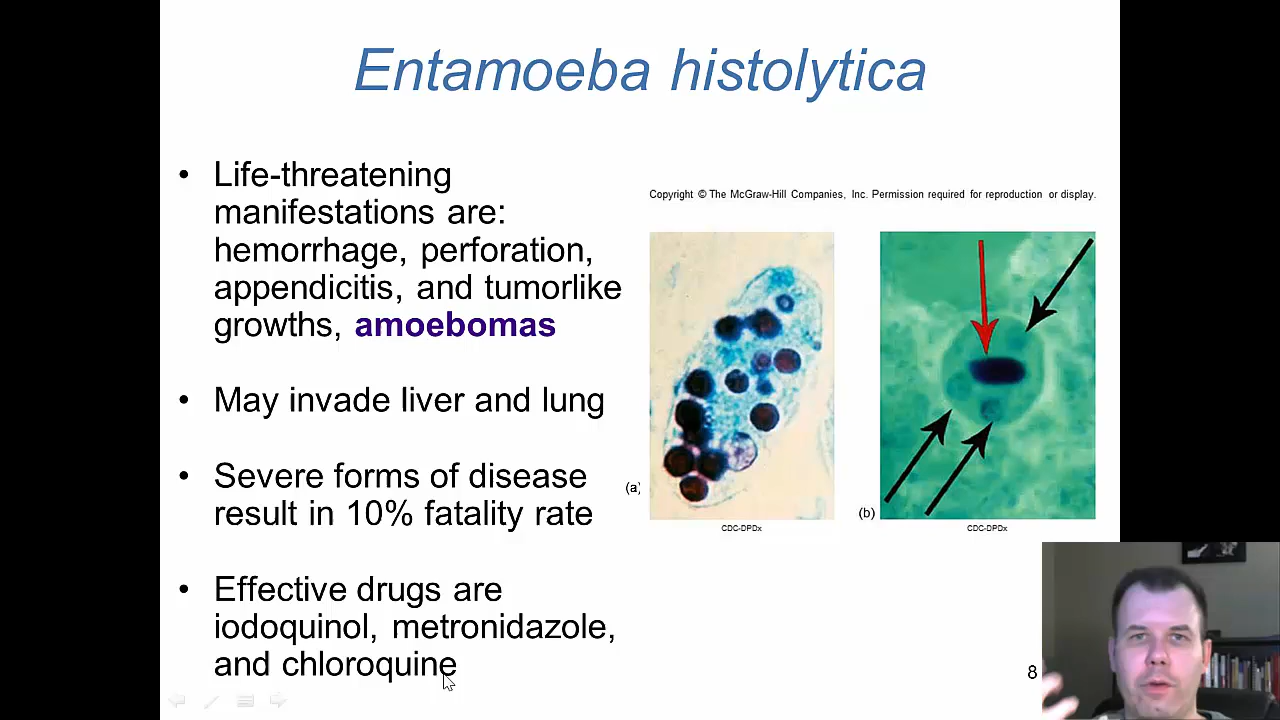 Entamoeba histolytica
• Life-threatening
manifestations are:
hemorrhage, perforation,
appendicitis, and tumorlike
growths, amoebomas
• May invade liver and lung
• Severe forms of disease
result in 10% fatality rate
• Effective drugs are
iodoquinol, metronidazole,
and chloroquine
Copyright © The McGraw-Hill Companies, Inc. Permission required for reproduction or display.
(a)
CDC-DPDx
(b)
CDC-DPDx
8